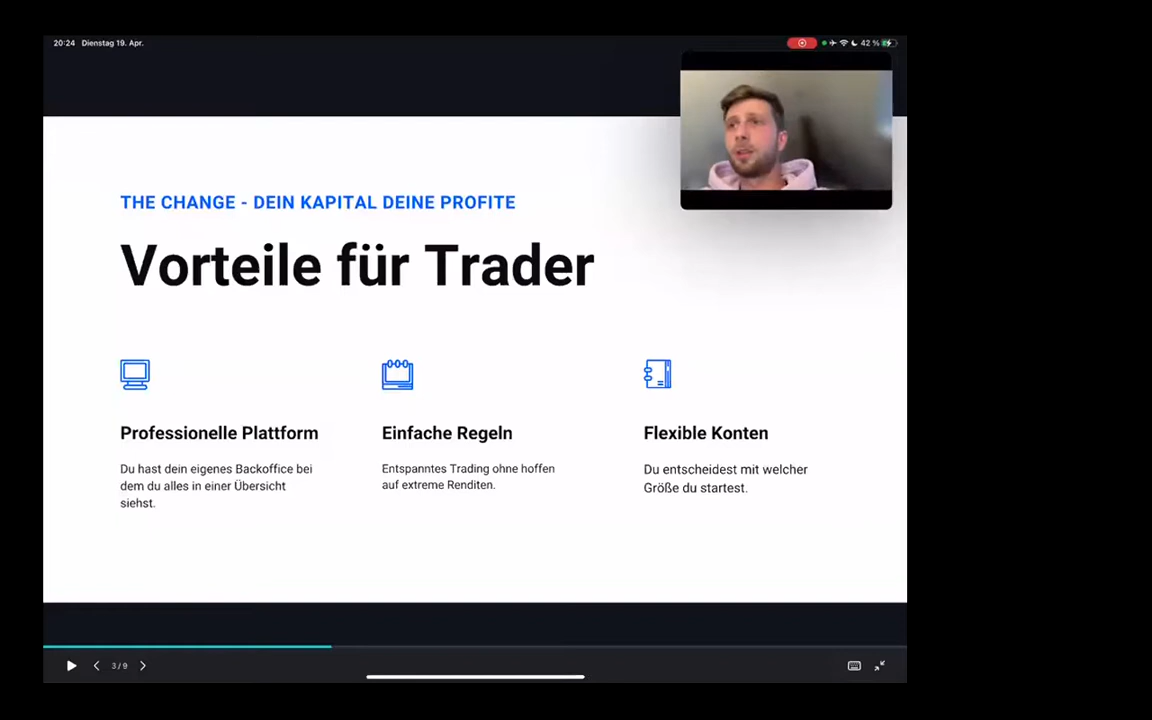 20:24 Dienstag 19. Apr.
42 %
THE CHANGE - DEIN KAPITAL DEINE PROFITE
Vorteile für Trader
Professionelle Plattform
Du hast dein eigenes Backoffice bei
dem du alles in einer Übersicht
siehst.
Einfache Regeln
Entspanntes Trading ohne hoffen
auf extreme Renditen.
Flexible Konten
Du entscheidest mit welcher
Größe du startest.
3 / 9